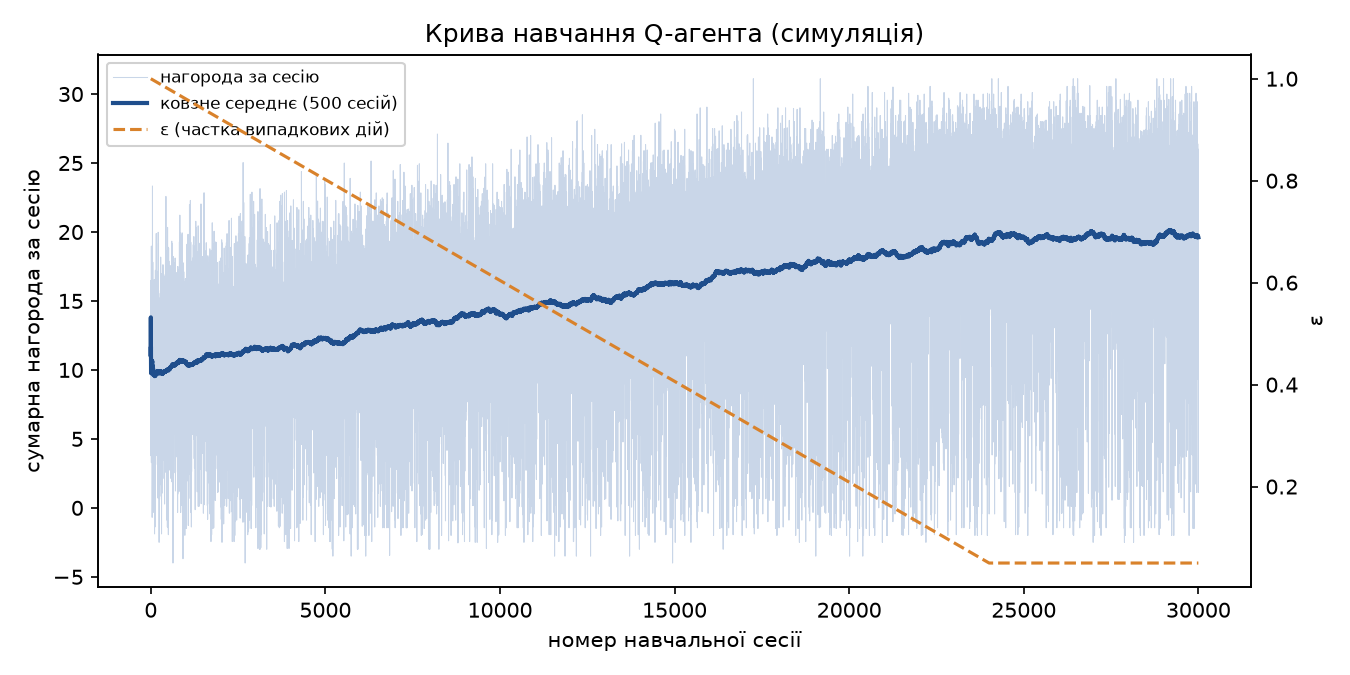 Крива навчання Q-агента (симуляція)
нагорода за сесію
ковзне середнє (500 сесій)
ε (частка випадкових дій)
сумарна нагорода за сесію
30
25
20
15
10
5
0
−5
1.0
0.8
0.6
0.4
0.2
ε
0 5000 10000 15000 20000 25000 30000
номер навчальної сесії